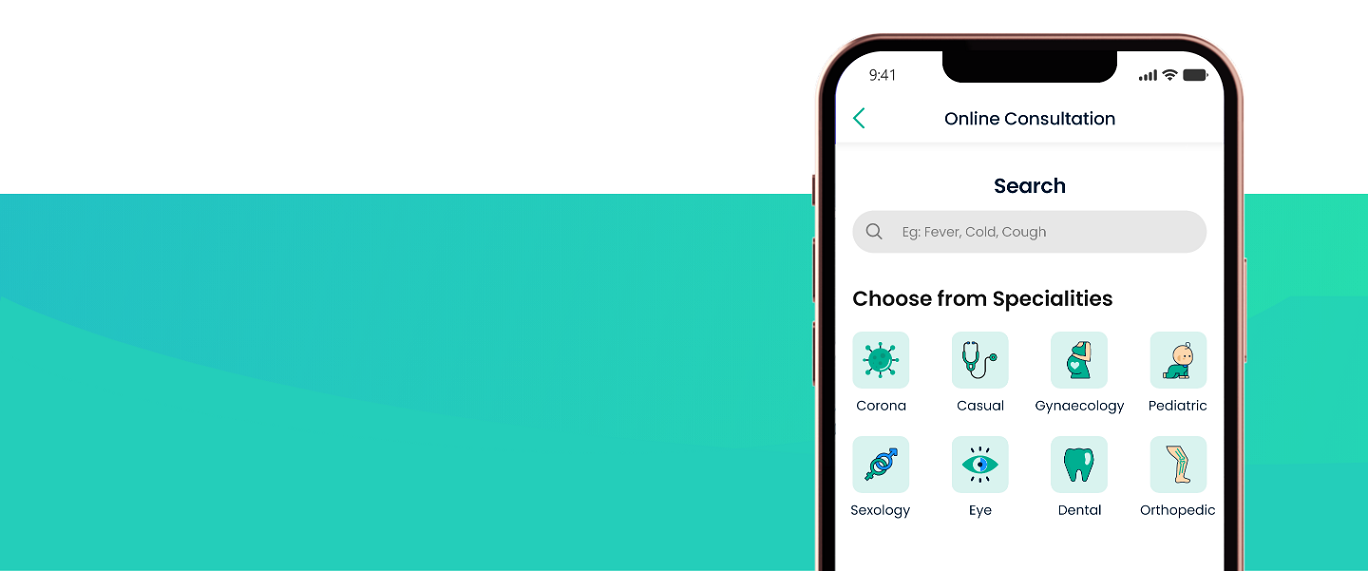 9:41
Online Consultation
Search
Eg: Fever, Cold, Cough
Choose from Specialities
Corona Casual Gynaecology Pediatric
Sexology Eye Dental Orthopedic